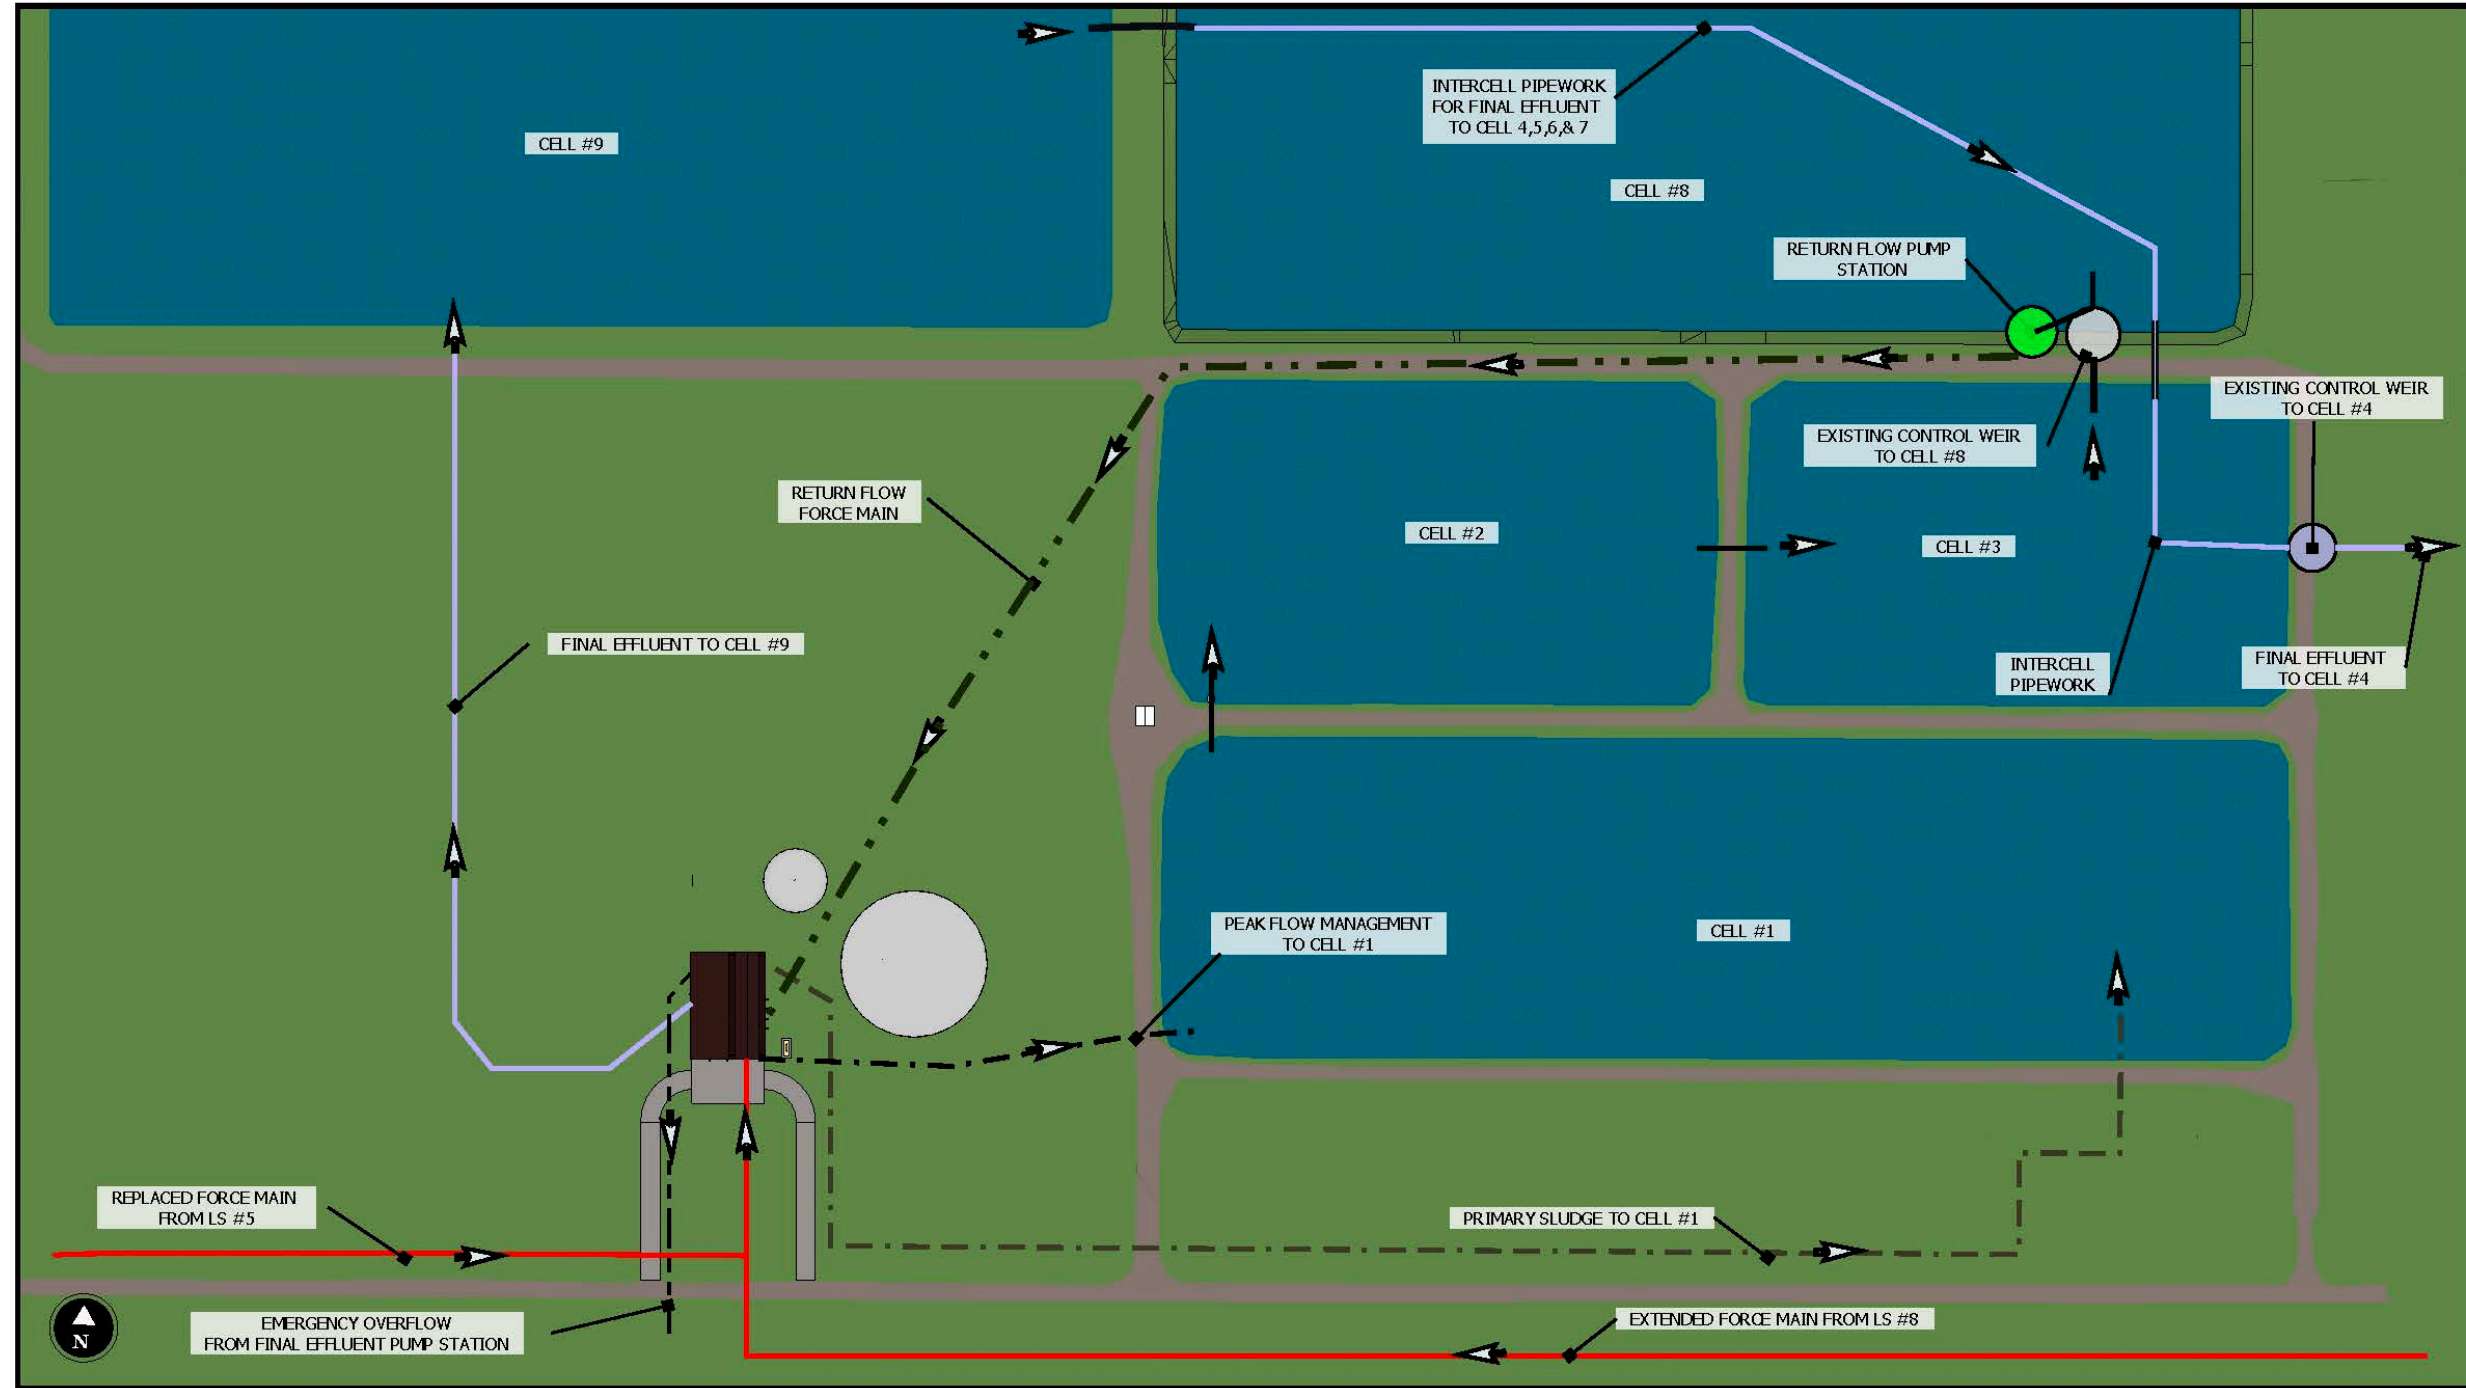 INTERCELL PIPEWORK
FOR FINAL EFFLUENT
TO CELL 4,5,6,& 7
CELL #9
CELL #8
RETURN FLOW PUMP
STATION
EXISTING CONTROL WEIR
TO CELL #4
EXISTING CONTROL WEIR
TO CELL #8
RETURN FLOW
FORCE MAIN
CELL #2
CELL #3
FINAL EFFLUENT TO CELL #9
INTERCELL
PIPEWORK
FINAL EFFLUENT
TO CELL #4
PEAK FLOW MANAGEMENT
TO CELL #1
CELL #1
REPLACED FORCE MAIN
FROM LS #5
PRIMARY SLUDGE TO CELL #1
EMERGENCY OVERFLOW
FROM FINAL EFFLUENT PUMP STATION
EXTENDED FORCE MAIN FROM LS #8
N